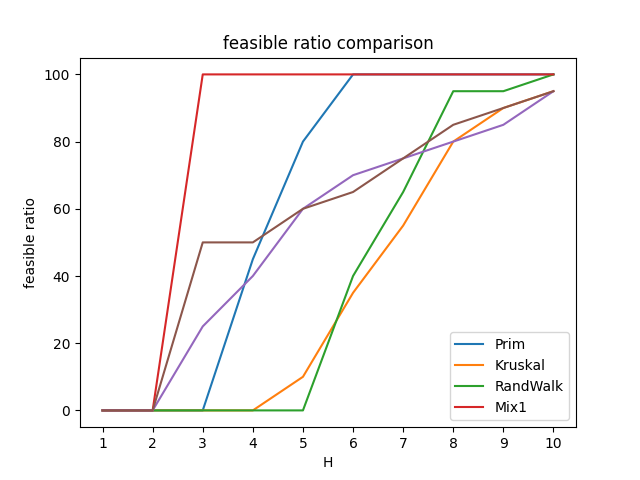 feasible ratio comparison
100
80
60
40
20
0
feasible ratio
1 2 3 4 5 6 7 8 9 10
H
Prim
Kruskal
RandWalk
Mix1